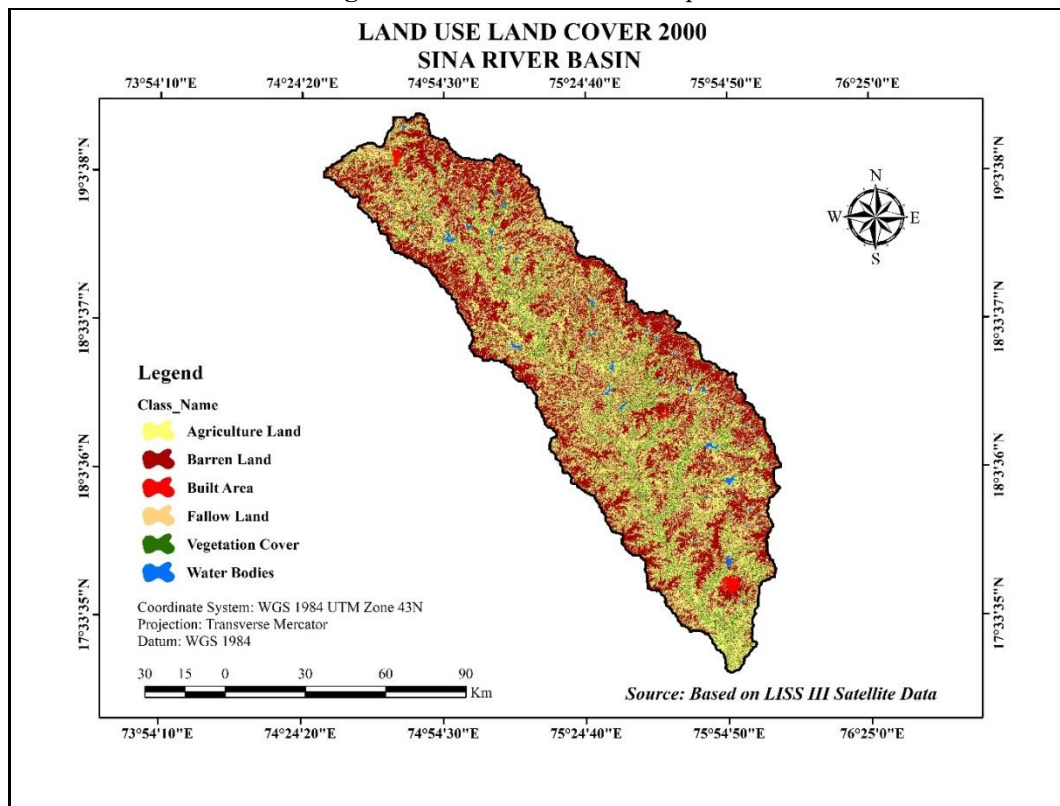 LAND USE LAND COVER 2000
SINA RIVER BASIN
73°54'10"E 74°24'20"E 74°54'30"E 75°24'40"E 75°54'50"E 76°25'0"E
19°3'38"N 19°3'38"N
N
W E
S
18°33'37"N 18°33'37"N
Legend
Class_Name
Agriculture Land
Barren Land
Built Area
Fallow Land
Vegetation Cover
Water Bodies
18°3'36"N 18°3'36"N
17°33'35"N 17°33'35"N
Coordinate System: WGS 1984 UTM Zone 43N
Projection: Transverse Mercator
Datum: WGS 1984
30 15 0 30 60 90
Km
Source: Based on LISS III Satellite Data
73°54'10"E 74°24'20"E 74°54'30"E 75°24'40"E 75°54'50"E 76°25'0"E